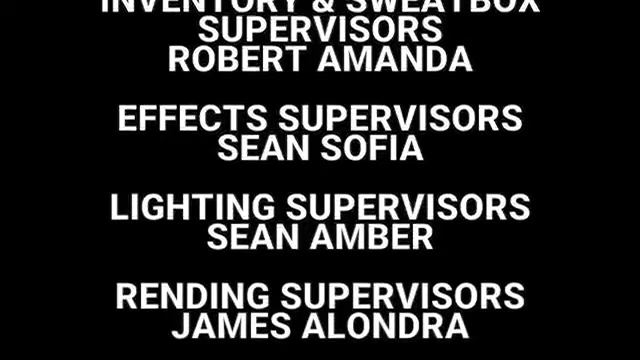 INVENTORY & SWEATBOX
SUPERVISORS
ROBERT AMANDA
EFFECTS SUPERVISORS
SEAN SOFIA
LIGHTING SUPERVISORS
SEAN AMBER
RENDING SUPERVISORS
JAMES ALONDRA